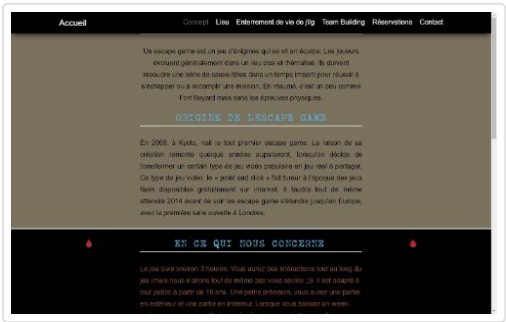 Accueil
Concept Lieu Enterrement de vie de j9g Team Building Réservations Contact
Un escape game est un jeu d'énigmes qui se vit en équipe. Les joueurs
évoluent généralement dans un lieu clos et thématisé. Ils doivent
résoudre une série de casse-têtes dans un temps imparti pour réussir à
s'échapper ou à accomplir une mission. En résumé, c'est un peu comme
Fort Boyard mais sans les épreuves physiques.
ORIGINE DE LESCAPE GAME
En 2008, à Kyoto, nait le tout premier escape game. La raison de sa
création remonte quelque années auparavant, lorsqu'on décide de
transformer un certain type de jeu vidéo populaire en jeu réel à partager.
Ce type de jeu vidéo, le « point and click » fait fureur à l'époque des jeux
flash disponibles gratuitement sur internet. Il faudra tout de même
attendre 2014 avant de voir les escape game s'étendre jusqu'en Europe,
avec la première salle ouverte à Londres.
EN CE QUI NOUS CONCERNE
Le jeu dure environ 3 heures. Vous aurez des intéractions tout au long du
jeu (mais nous n'allons tout de même pas vous spoiler ;)). Il est adapté à
tout public à partir de 16 ans. Une petite précision, vous aurez une partie
en extérieur et une partie en intérieur. Lorsque vous bookez un week-